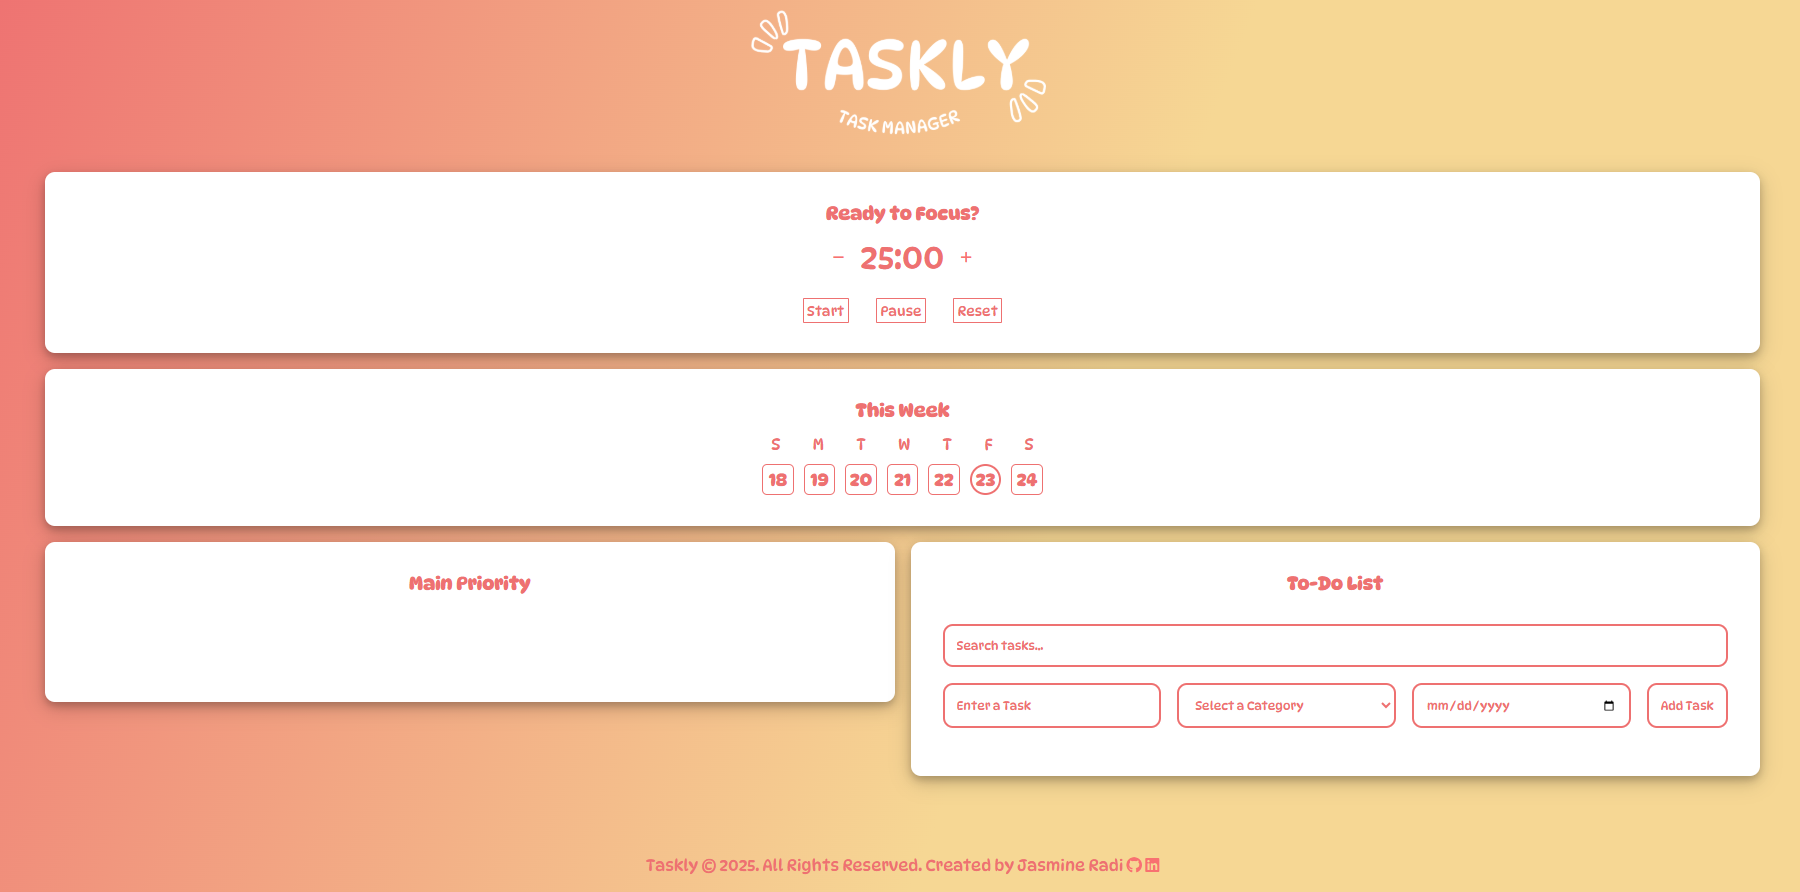 TASKLY
TASK MANAGER
Ready to Focus?
− 25:00 +
Start Pause Reset
This Week
S M T W T F S
18 19 20 21 22 23 24
Main Priority
To-Do List
Search tasks...
Enter a Task Select a Category mm/dd/yyyy Add Task
Taskly © 2025. All Rights Reserved. Created by Jasmine Radi